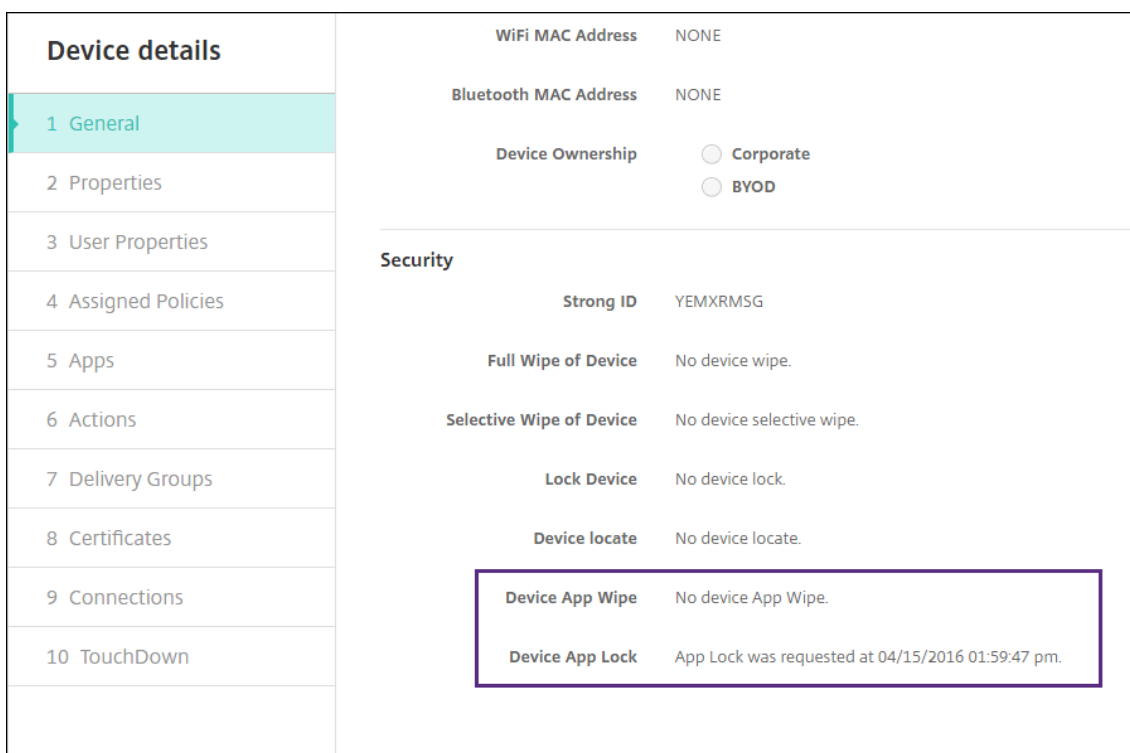 Device details
1 General
2 Properties
3 User Properties
4 Assigned Policies
5 Apps
6 Actions
7 Delivery Groups
8 Certificates
9 Connections
10 TouchDown
WiFi MAC Address NONE
Bluetooth MAC Address NONE
Device Ownership Corporate
BYOD
Security
Strong ID YEMXRMSG
Full Wipe of Device No device wipe.
Selective Wipe of Device No device selective wipe.
Lock Device No device lock.
Device locate No device locate.
Device App Wipe No device App Wipe.
Device App Lock App Lock was requested at 04/15/2016 01:59:47 pm.